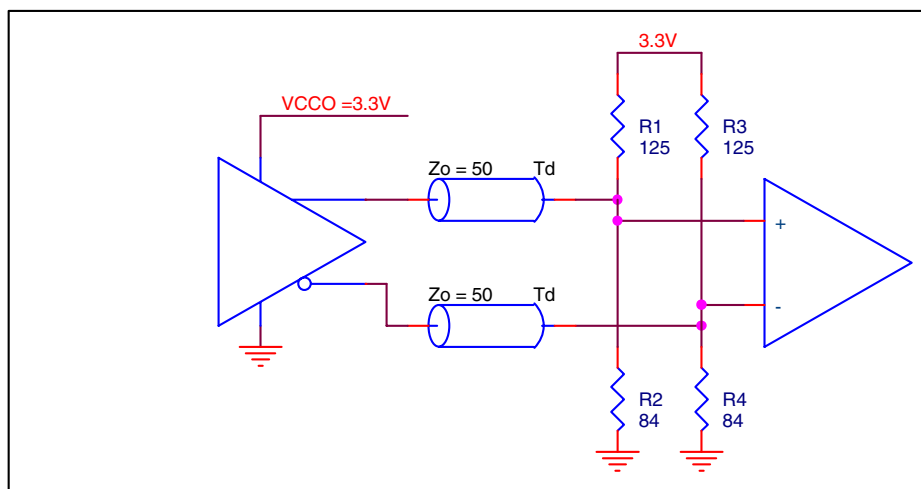 3.3V
VCCO =3.3V
R1
125
R3
125
Zo = 50
Td
+
Zo = 50
Td
-
R2
84
R4
84